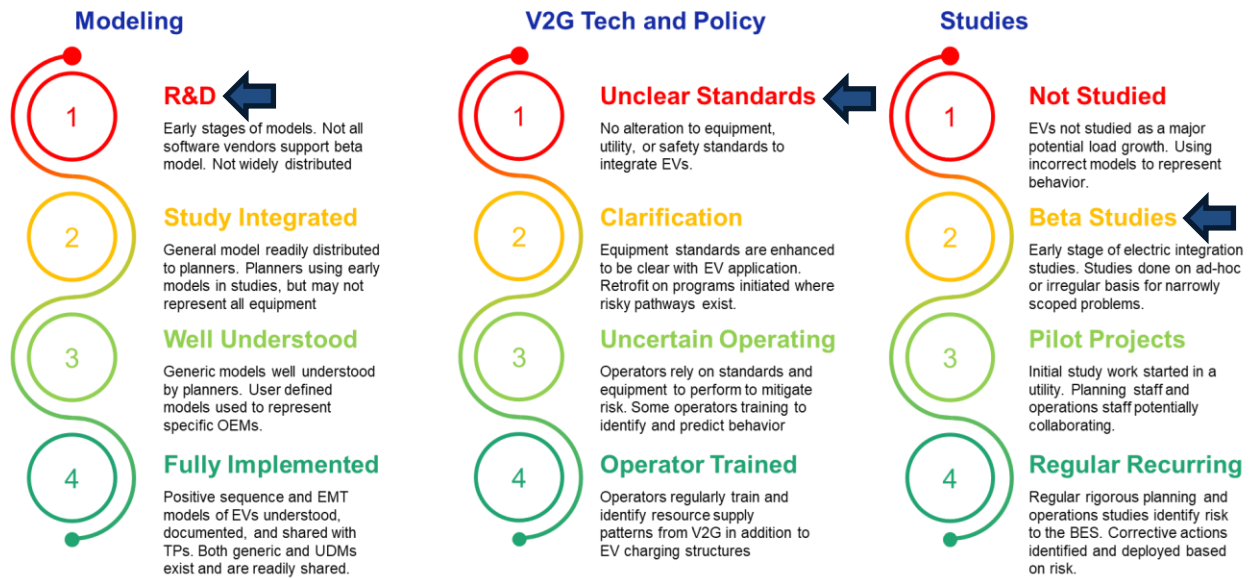 Modeling
1
R&D
Early stages of models. Not all
software vendors support beta
model. Not widely distributed
2
Study Integrated
General model readily distributed
to planners. Planners using early
models in studies, but may not
represent all equipment
3
Well Understood
Generic models well understood
by planners. User defined
models used to represent
specific OEMs.
4
Fully Implemented
Positive sequence and EMT
models of EVs understood,
documented, and shared with
TPs. Both generic and UDMs
exist and are readily shared.
V2G Tech and Policy
1
Unclear Standards
No alteration to equipment,
utility, or safety standards to
integrate EVs.
2
Clarification
Equipment standards are enhanced
to be clear with EV application.
Retrofit on programs initiated where
risky pathways exist.
3
Uncertain Operating
Operators rely on standards and
equipment to perform to mitigate
risk. Some operators training to
identify and predict behavior
4
Operator Trained
Operators regularly train and
identify resource supply
patterns from V2G in addition to
EV charging structures
Studies
1
Not Studied
EVs not studied as a major
potential load growth. Using
incorrect models to represent
behavior.
2
Beta Studies
Early stage of electric integration
studies. Studies done on ad-hoc
or irregular basis for narrowly
scoped problems.
3
Pilot Projects
Initial study work started in a
utility. Planning staff and
operations staff potentially
collaborating.
4
Regular Recurring
Regular rigorous planning and
operations studies identify risk
to the BES. Corrective actions
identified and deployed based
on risk.